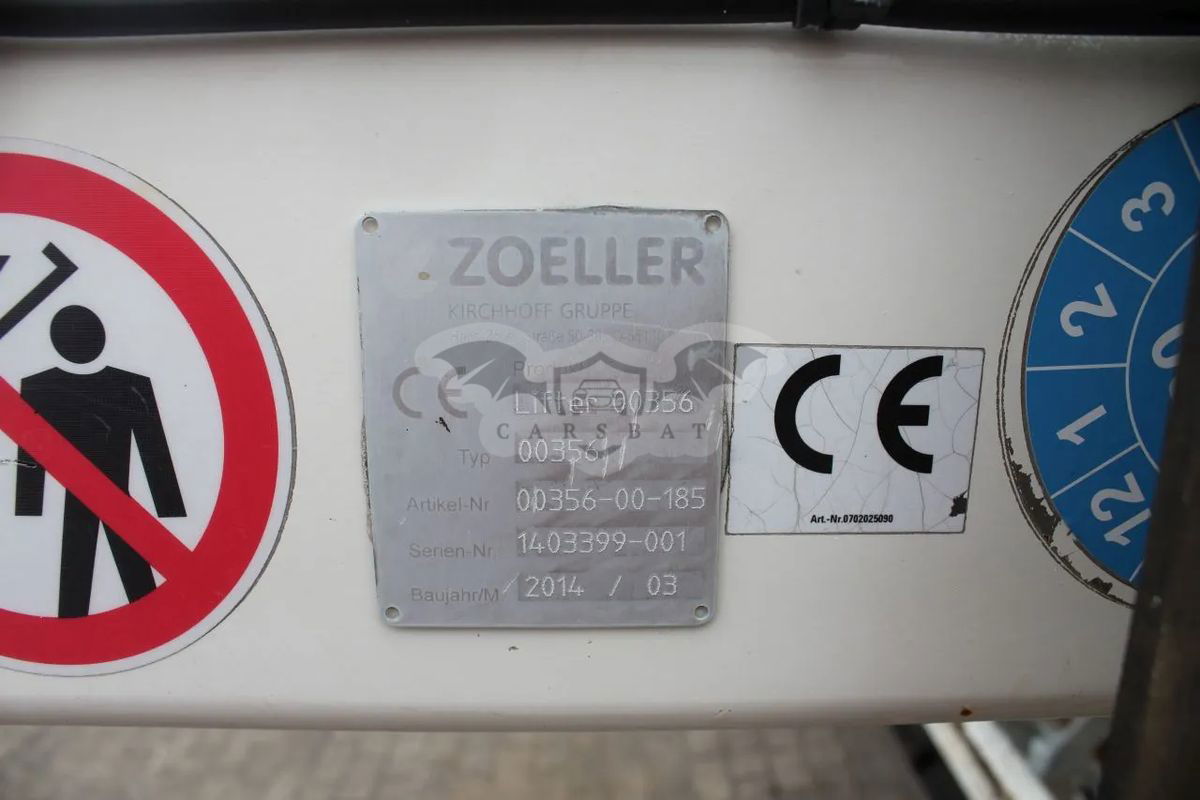 ZOELLER
KIRCHHOFF GRUPPE
CE
Lifter 00356
CARSBAT
Typ 00356//
Artikel-Nr 00356-00-185
Serien-Nr. 1403399-001
Baujahr/M / 2014 / 03
CE
Art.-Nr.0702025090
3
2
1
12